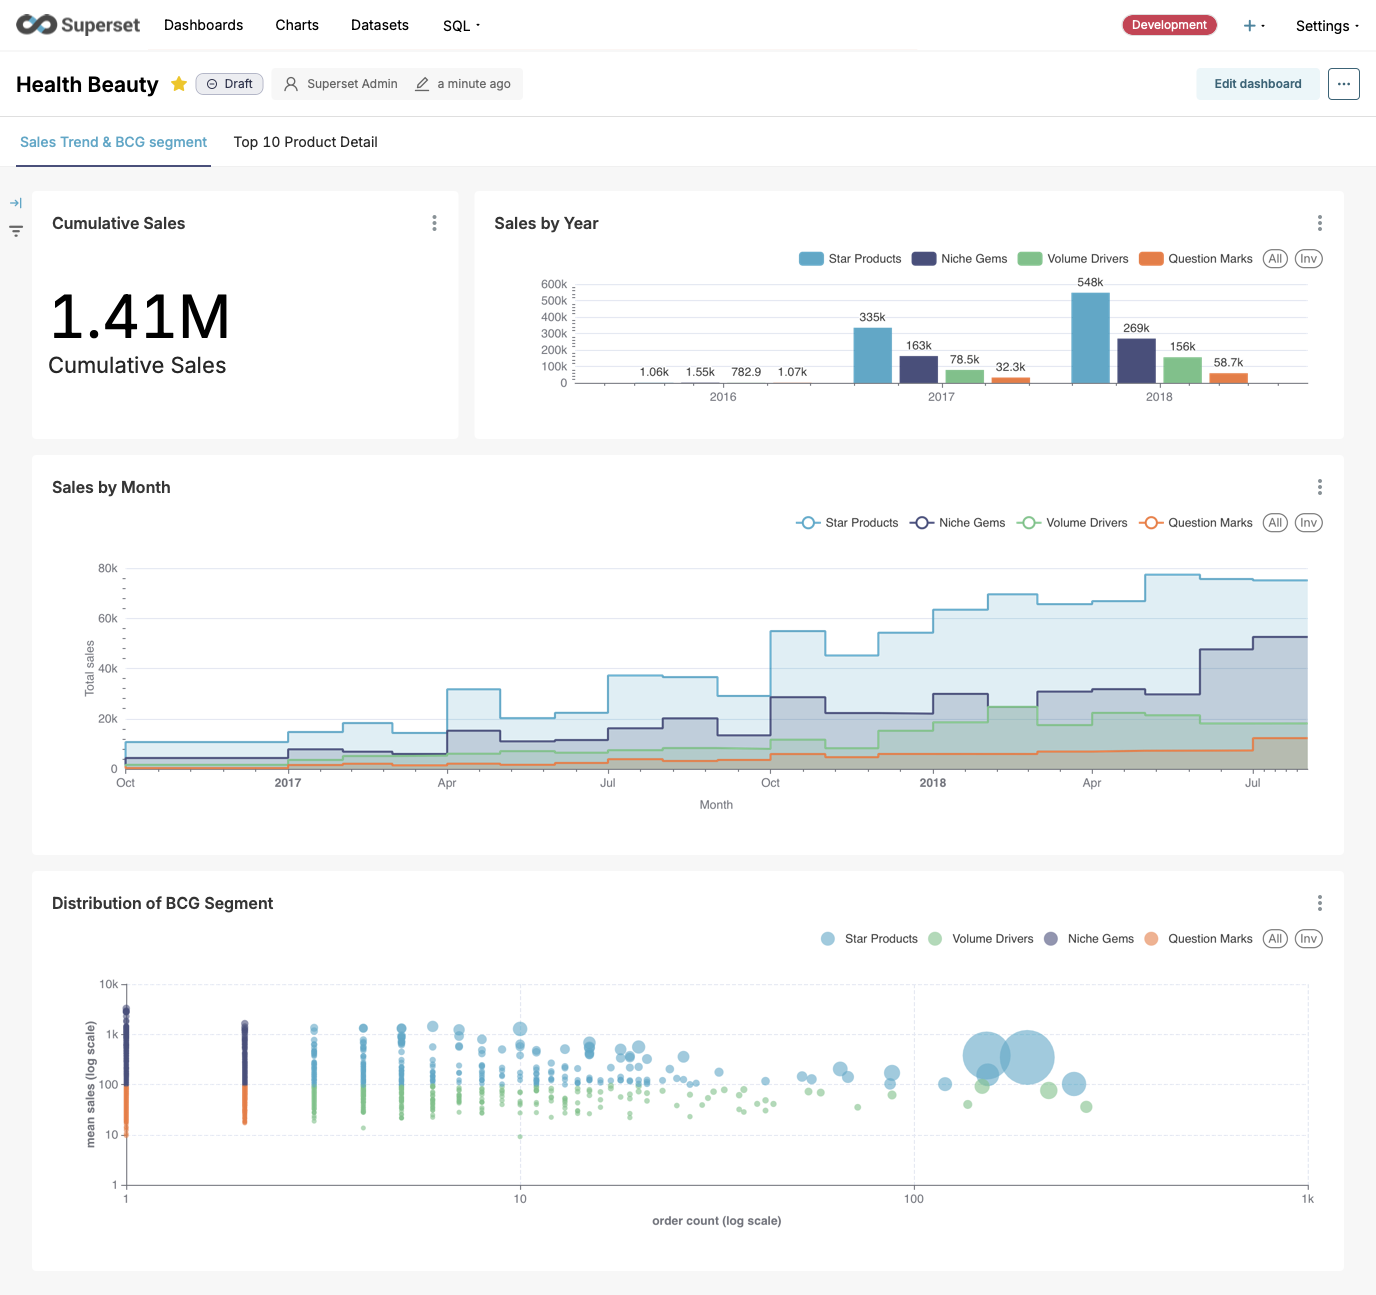 Superset Dashboards Charts Datasets SQL Development + Settings
Health Beauty Draft Superset Admin a minute ago Edit dashboard ...
Sales Trend & BCG segment Top 10 Product Detail
Cumulative Sales
1.41M
Cumulative Sales
Sales by Year
Star Products Niche Gems Volume Drivers Question Marks All Inv
600k
500k
400k
300k
200k
100k
0
1.06k 1.55k 782.9 1.07k
335k 163k 78.5k 32.3k
548k 269k 156k 58.7k
2016 2017 2018
Sales by Month
Star Products Niche Gems Volume Drivers Question Marks All Inv
Total sales
80k
60k
40k
20k
0
Oct 2017 Apr Jul Oct 2018 Apr Jul
Month
Distribution of BCG Segment
Star Products Volume Drivers Niche Gems Question Marks All Inv
mean sales (log scale)
10k
1k
100
10
1
1 10 100 1k
order count (log scale)